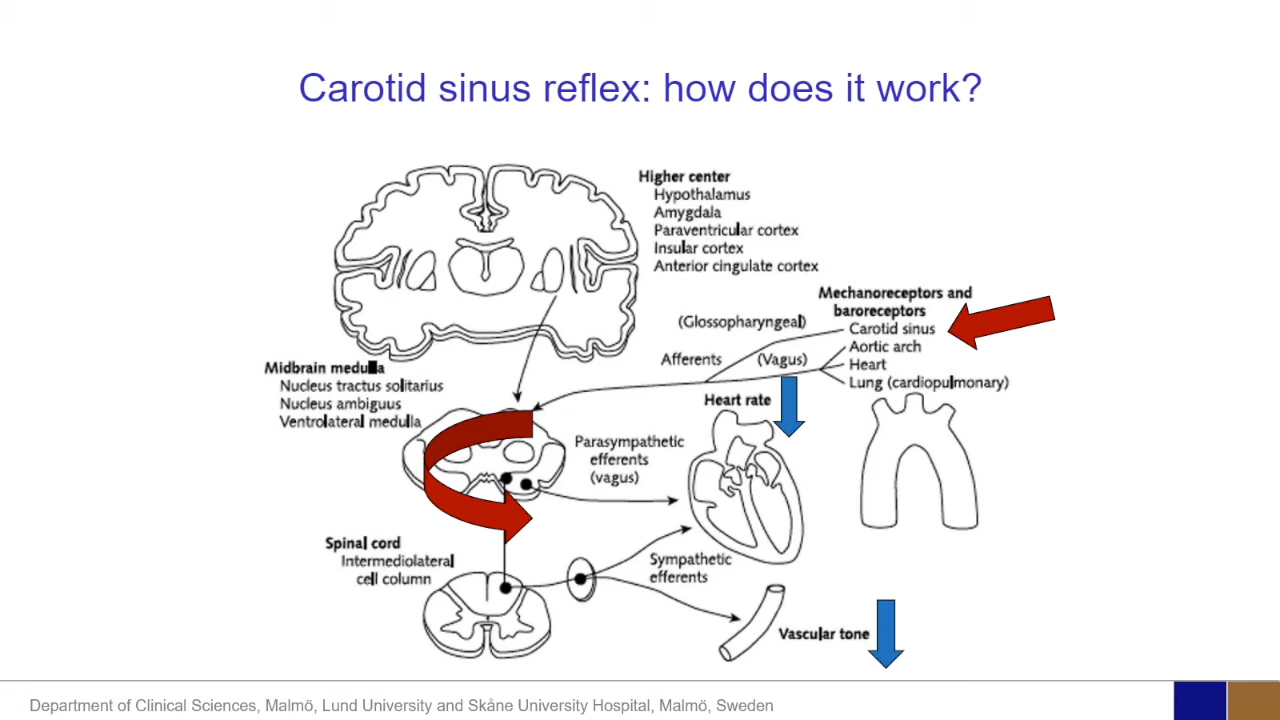 Carotid sinus reflex: how does it work?
Higher center
Hypothalamus
Amygdala
Paraventricular cortex
Insular cortex
Anterior cingulate cortex
Mechanoreceptors and
baroreceptors
Carotid sinus
Aortic arch
Heart
Lung (cardiopulmonary)
(Glossopharyngeal)
Afferents
(Vagus)
Midbrain medulla
Nucleus tractus solitarius
Nucleus ambiguus
Ventrolateral medulla
Heart rate
Parasympathetic
efferents
(vagus)
Spinal cord
Intermediolateral
cell column
Sympathetic
efferents
Vascular tone
Department of Clinical Sciences, Malmö, Lund University and Skåne University Hospital, Malmö, Sweden